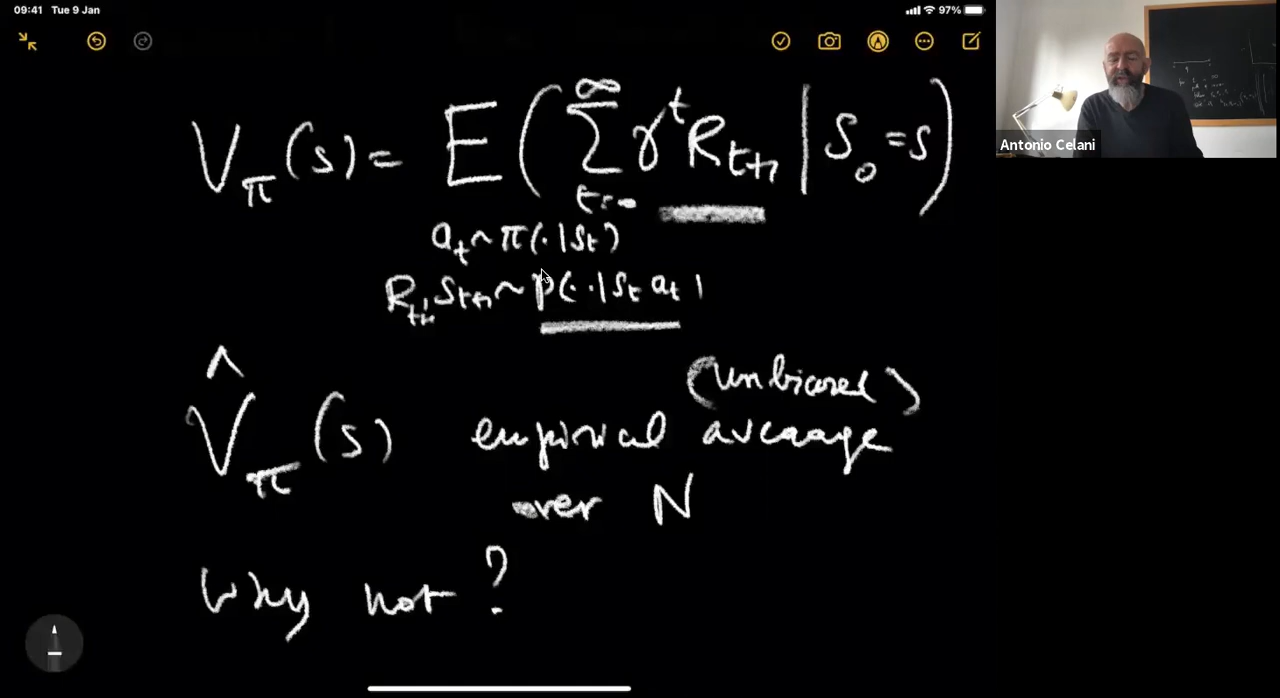 09:41 Tue 9 Jan 97%
Antonio Celani
V_π(s) = E( ∑_{t=0}^{∞} γ^t R_{t+1} | S_0 = s )
a_t ~ π(·|s_t)
R_{t+1} S_{t+1} ~ p(· ·|s_t a_t)
(unbiased)
V̂_π(s) empirical average
over N
Why not ?